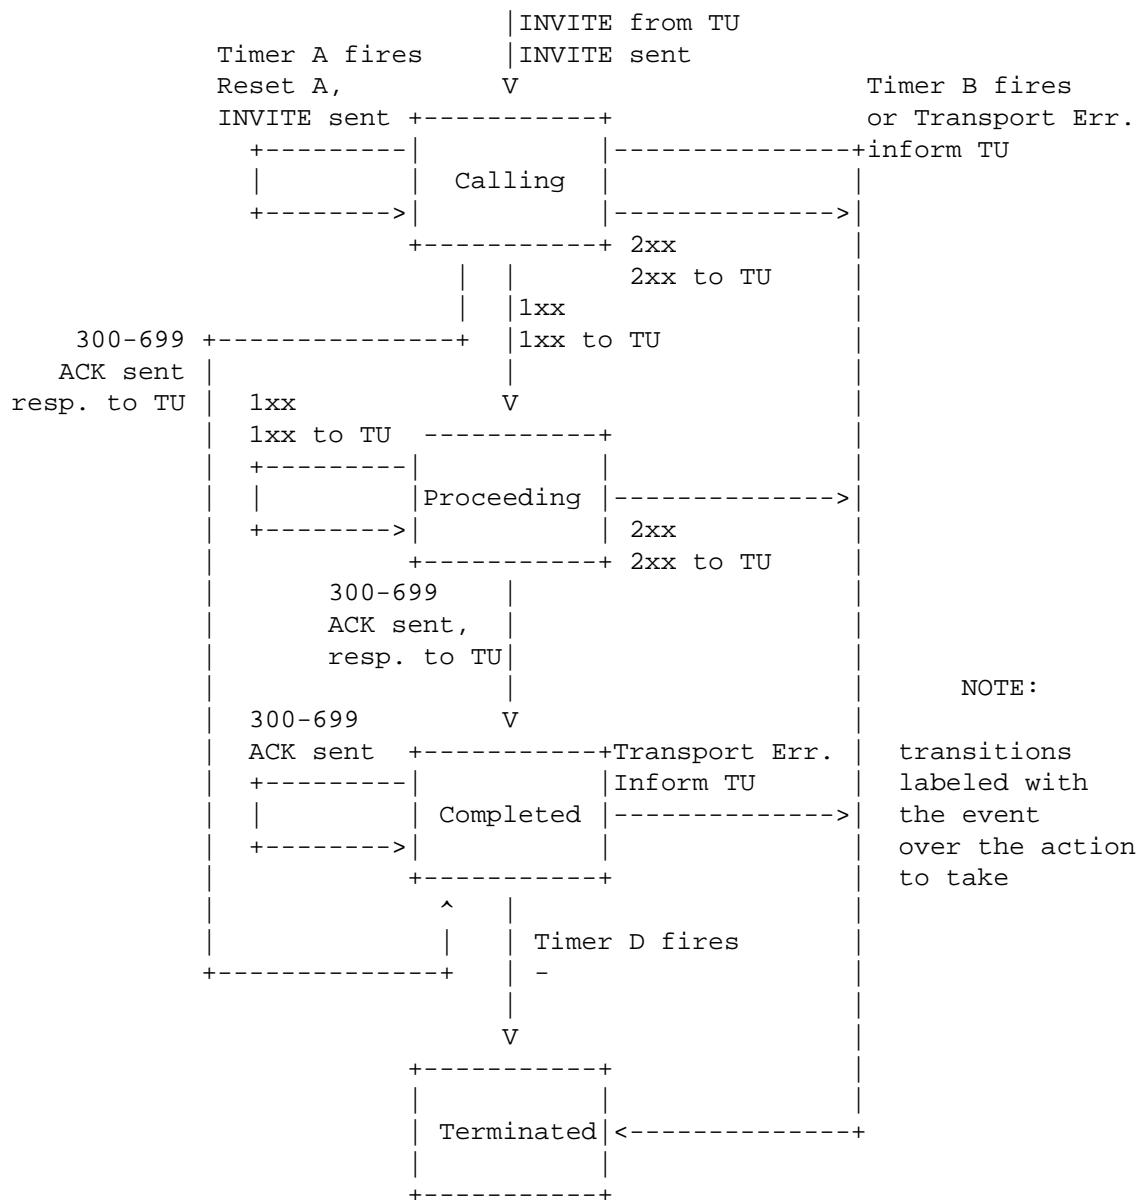 |INVITE from TU
Timer A fires     |INVITE sent
Reset A,          V                      Timer B fires
INVITE sent +-----------+                or Transport Err.
+---------|           |---------------+inform TU
|         |  Calling  |               |
+-------->|           |-------------->|
+-----------+ 2xx           |
|  |       2xx to TU     |
|  |1xx                  |
300-699 +---------------+  |1xx to TU            |
ACK sent |                  |                     |
resp. to TU |  1xx             V                     |
|  1xx to TU  -----------+               |
|  +---------|           |               |
|  |         |Proceeding |-------------->|
|  +-------->|           | 2xx           |
|            +-----------+ 2xx to TU     |
|       300-699    |                     |
|       ACK sent,  |                     |
|       resp. to TU|                     |
|                  |                     |      NOTE:
|  300-699         V                     |
|  ACK sent  +-----------+Transport Err. |  transitions
|  +---------|           |Inform TU      |  labeled with
|  |         | Completed |-------------->|  the event
|  +-------->|           |               |  over the action
|            +-----------+               |  to take
|              ^   |                     |
|              |   | Timer D fires       |
+--------------+   | -                   |
|                     |
V                     |
+-----------+               |
|           |               |
| Terminated|<--------------+
|           |
+-----------+